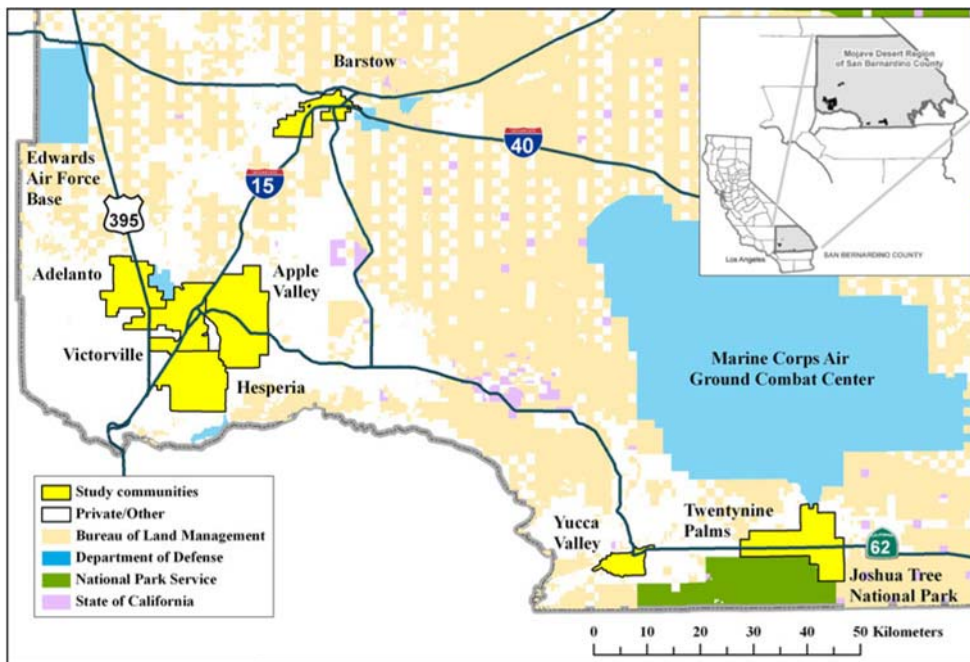 Barstow
Mojave Desert Region
of San Bernardino County
Edwards
Air Force
Base
40
15
395
Los Angeles
SAN BERNARDINO COUNTY
Adelanto
Apple
Valley
Victorville
Hesperia
Marine Corps Air
Ground Combat Center
Study communities
Private/Other
Bureau of Land Management
Department of Defense
National Park Service
State of California
Yucca
Valley
Twentynine
Palms
62
Joshua Tree
National Park
0 10 20 30 40 50 Kilometers